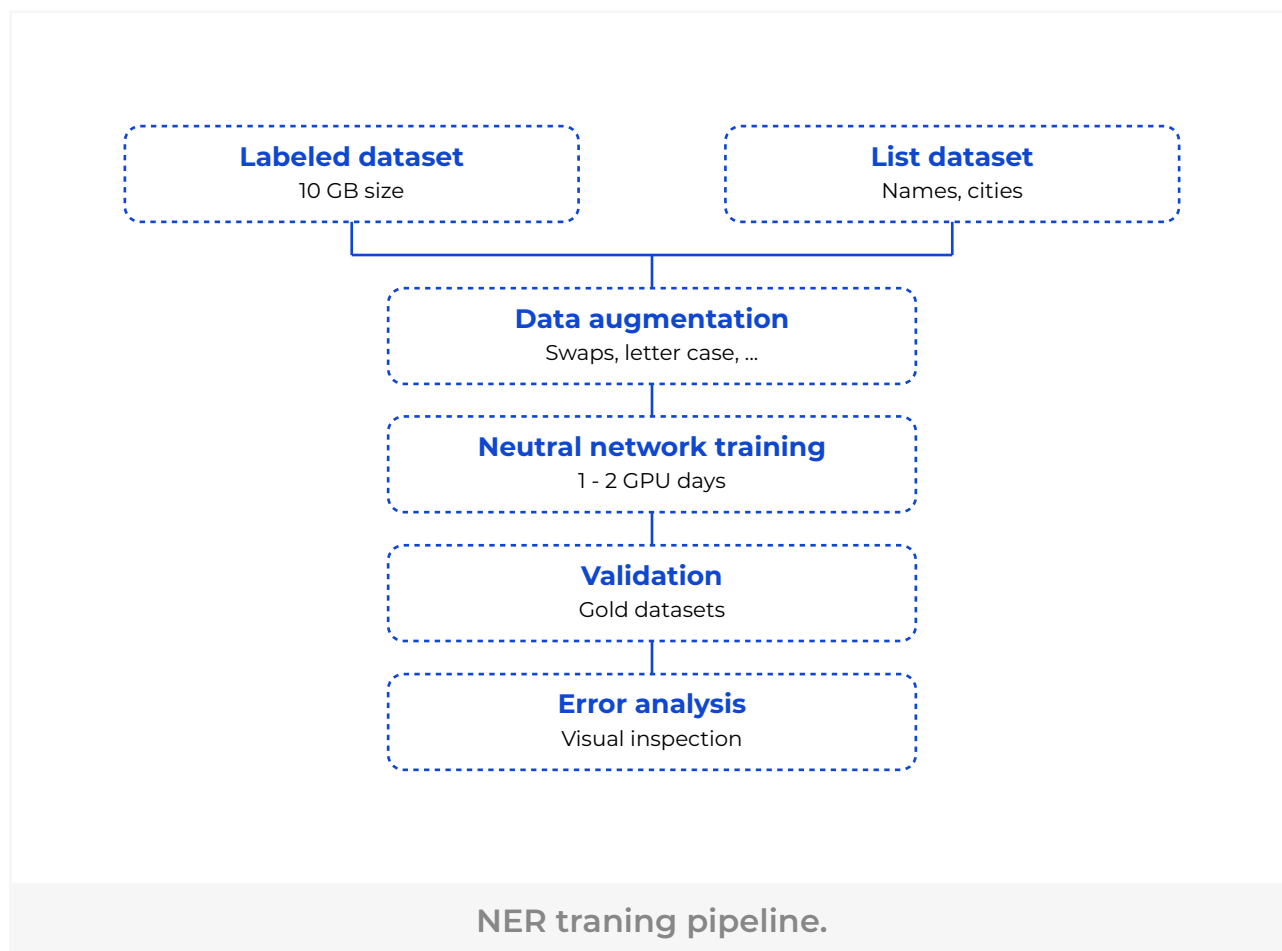 Labeled dataset
10 GB size
List dataset
Names, cities
Data augmentation
Swaps, letter case, ...
Neutral network training
1 - 2 GPU days
Validation
Gold datasets
Error analysis
Visual inspection
NER traning pipeline.